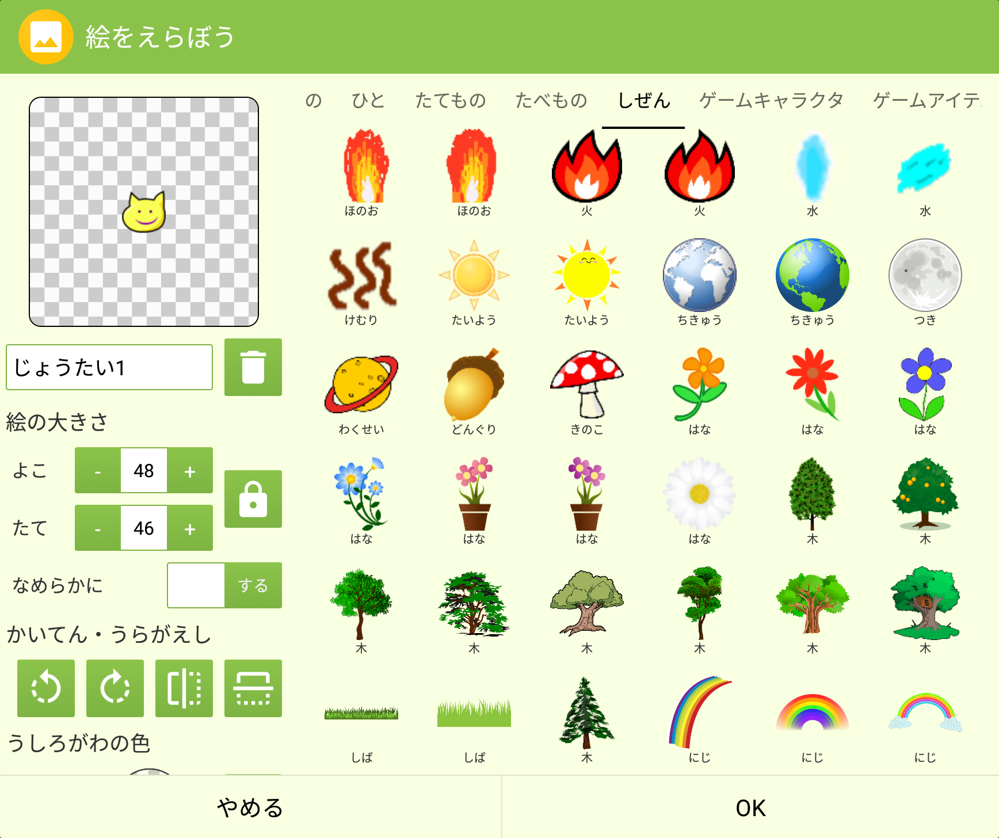 絵をえらぼう
の ひと たてもの たべもの しぜん ゲームキャラクタ ゲームアイテ
ほのお ほのお 火 火 水 水
けむり たいよう たいよう ちきゅう ちきゅう つき
じょうたい1
絵の大きさ
わくせい どんぐり きのこ はな はな はな
よこ - 48 +
たて - 46 +
はな はな はな はな 木 木
なめらかに する
かいてん・うらがえし
木 木 木 木 木 木
うしろがわの色
しば しば 木 にじ にじ にじ
やめる OK